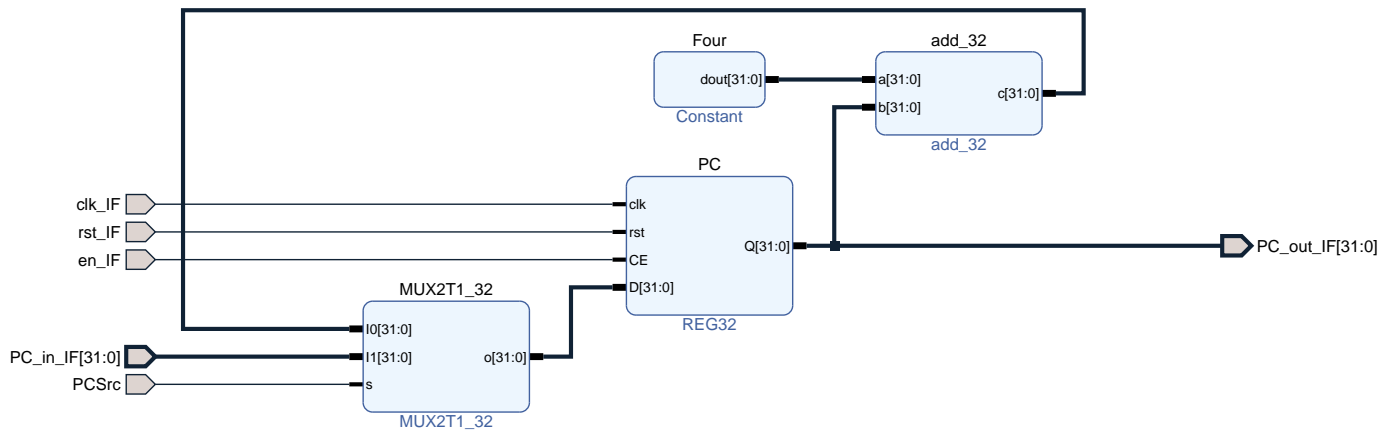 Four
dout[31:0]
Constant
add_32
a[31:0]
b[31:0]
c[31:0]
add_32
PC
clk_IF
rst_IF
en_IF
clk
rst
CE
D[31:0]
Q[31:0]
REG32
PC_out_IF[31:0]
MUX2T1_32
PC_in_IF[31:0]
PCSrc
I0[31:0]
I1[31:0]
s
o[31:0]
MUX2T1_32